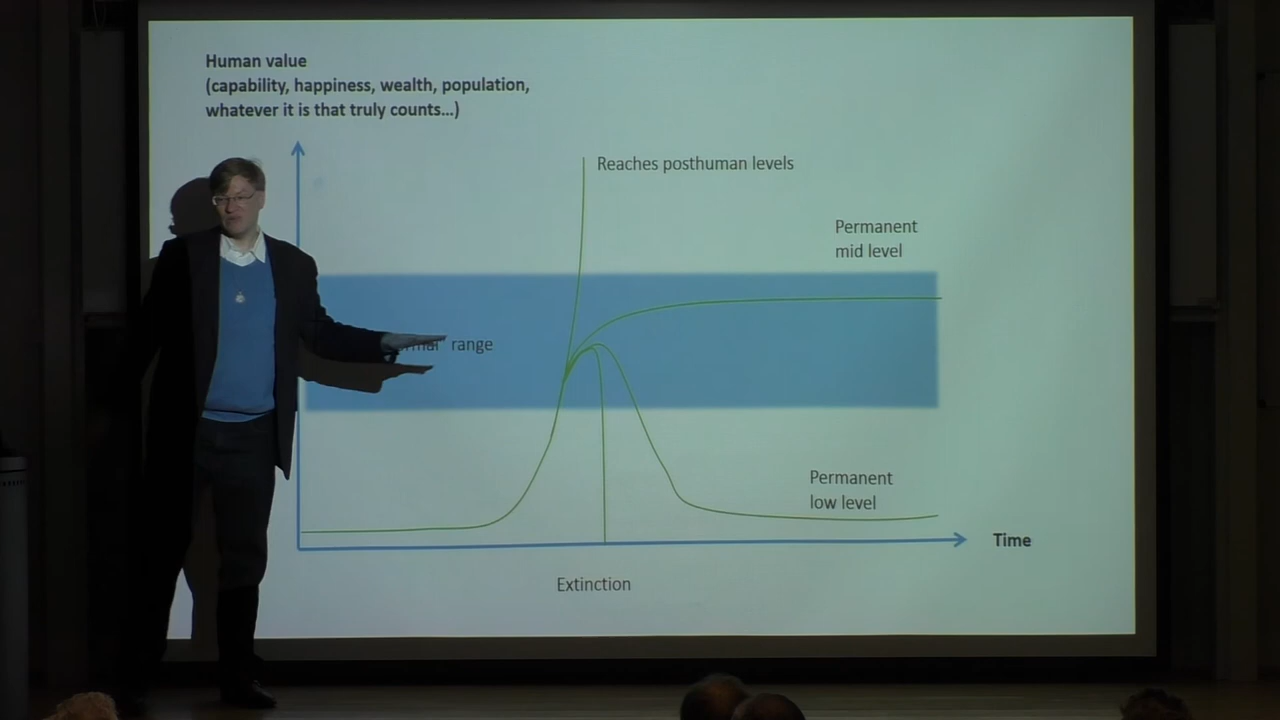 Human value
(capability, happiness, wealth, population,
whatever it is that truly counts...)
Reaches posthuman levels
Permanent
mid level
range
Permanent
low level
Time
Extinction